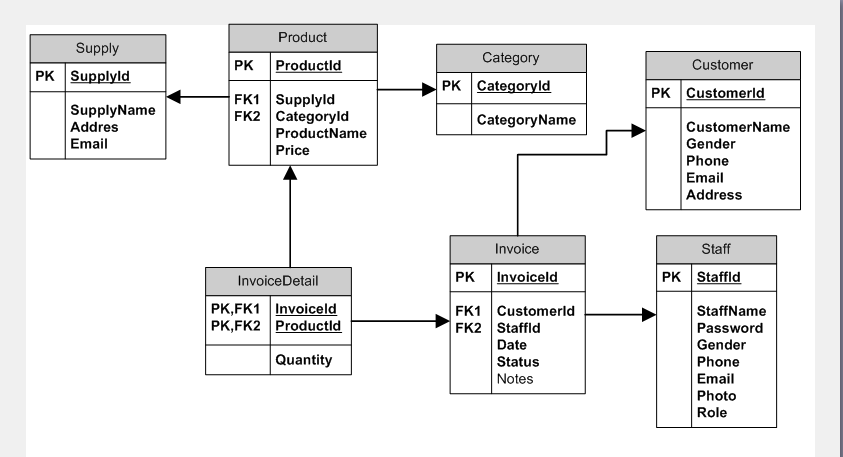 Supply
PK SupplyId
SupplyName
Addres
Email
Product
PK ProductId
FK1 SupplyId
FK2 CategoryId
ProductName
Price
Category
PK CategoryId
CategoryName
Customer
PK CustomerId
CustomerName
Gender
Phone
Email
Address
InvoiceDetail
PK,FK1 InvoiceId
PK,FK2 ProductId
Quantity
Invoice
PK InvoiceId
FK1 CustomerId
FK2 StaffId
Date
Status
Notes
Staff
PK StaffId
StaffName
Password
Gender
Phone
Email
Photo
Role